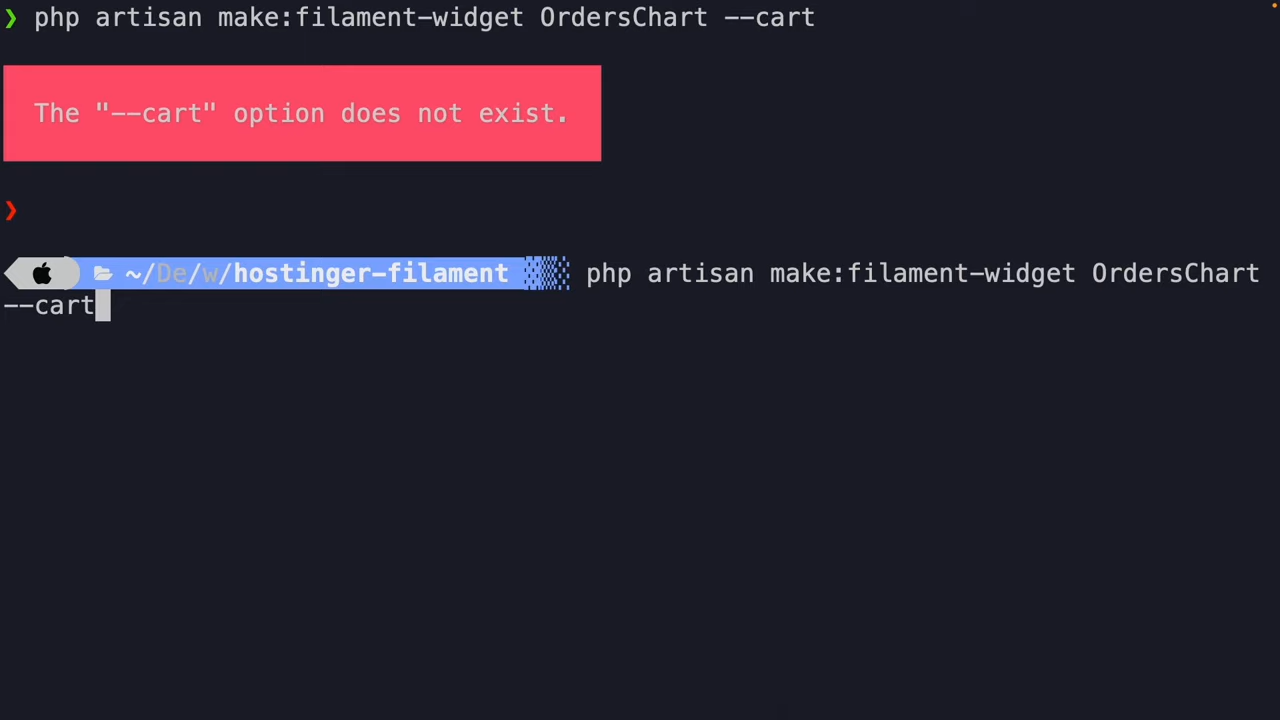 ❯ php artisan make:filament-widget OrdersChart --cart
The "--cart" option does not exist.
❯
~/De/w/hostinger-filament php artisan make:filament-widget OrdersChart
--cart